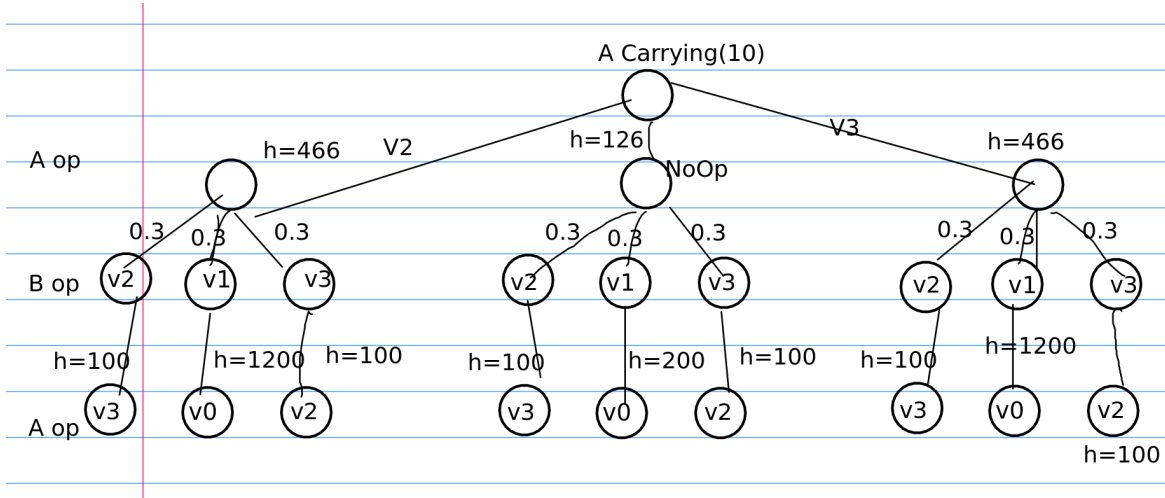 A Carrying(10)
h=126
V3
V2
h=466
h=466
A op
NoOp
0.3 0.3 0.3 0.3 0.3 0.3 0.3 0.3 0.3
B op v2 v1 v3 v2 v1 v3 v2 v1 v3
h=100 h=1200 h=100 h=100 h=200 h=100 h=100 h=1200
A op v3 v0 v2 v3 v0 v2 v3 v0 v2
h=100